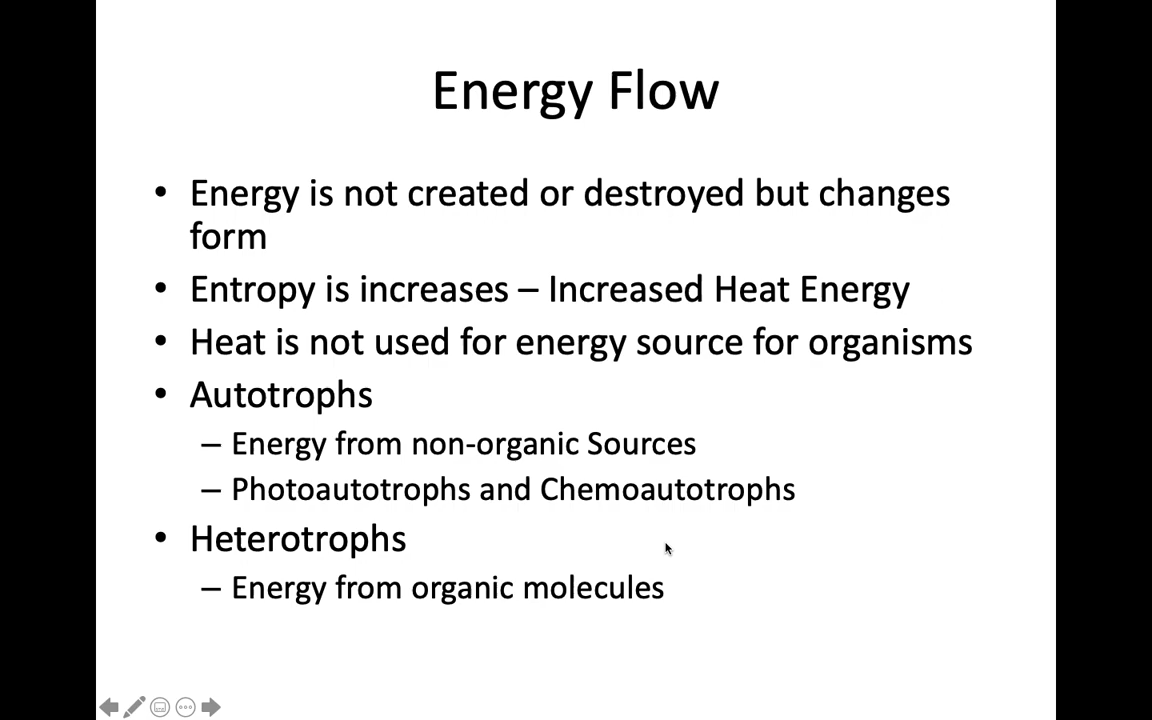 Energy Flow
• Energy is not created or destroyed but changes
form
• Entropy is increases – Increased Heat Energy
• Heat is not used for energy source for organisms
• Autotrophs
– Energy from non-organic Sources
– Photoautotrophs and Chemoautotrophs
• Heterotrophs
– Energy from organic molecules